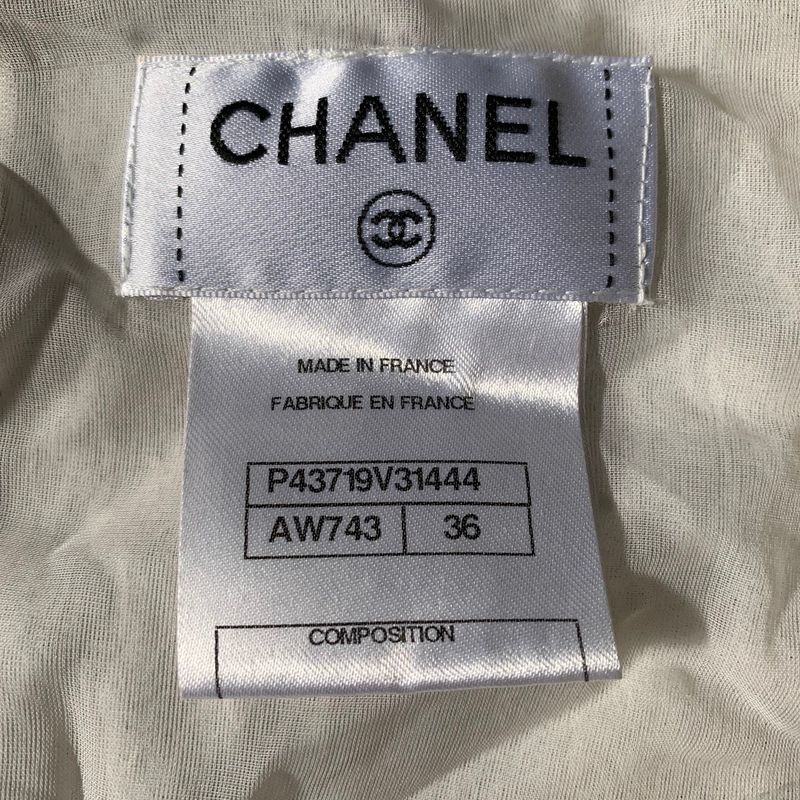 CHANEL
MADE IN FRANCE
FABRIQUE EN FRANCE
P43719V31444
AW743 36
COMPOSITION